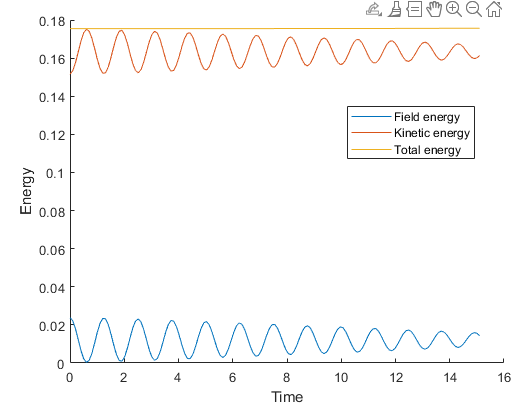 0.18
0.16
0.14
0.12
0.1
0.08
0.06
0.04
0.02
0
Energy
Field energy
Kinetic energy
Total energy
0 2 4 6 8 10 12 14 16
Time